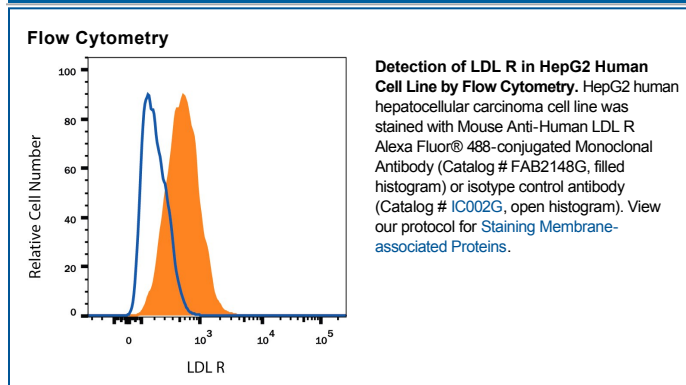 Flow Cytometry
Relative Cell Number
100
80
60
40
20
0
0
10³
10⁴
10⁵
LDL R
Detection of LDL R in HepG2 Human
Cell Line by Flow Cytometry. HepG2 human
hepatocellular carcinoma cell line was
stained with Mouse Anti-Human LDL R
Alexa Fluor® 488-conjugated Monoclonal
Antibody (Catalog # FAB2148G, filled
histogram) or isotype control antibody
(Catalog # IC002G, open histogram). View
our protocol for Staining Membrane-
associated Proteins.